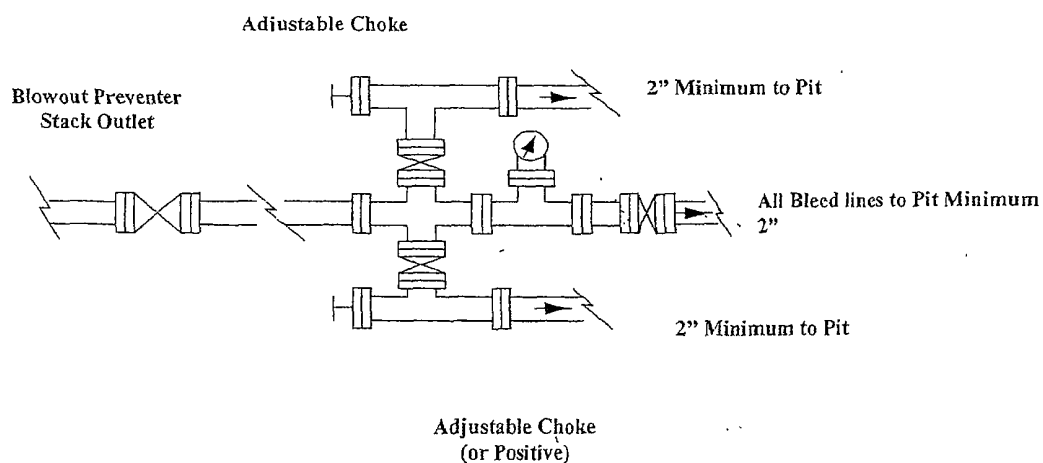 Adjustable Choke
Blowout Preventer
Stack Outlet
2” Minimum to Pit
All Bleed lines to Pit Minimum
2”
2” Minimum to Pit
Adjustable Choke
(or Positive)